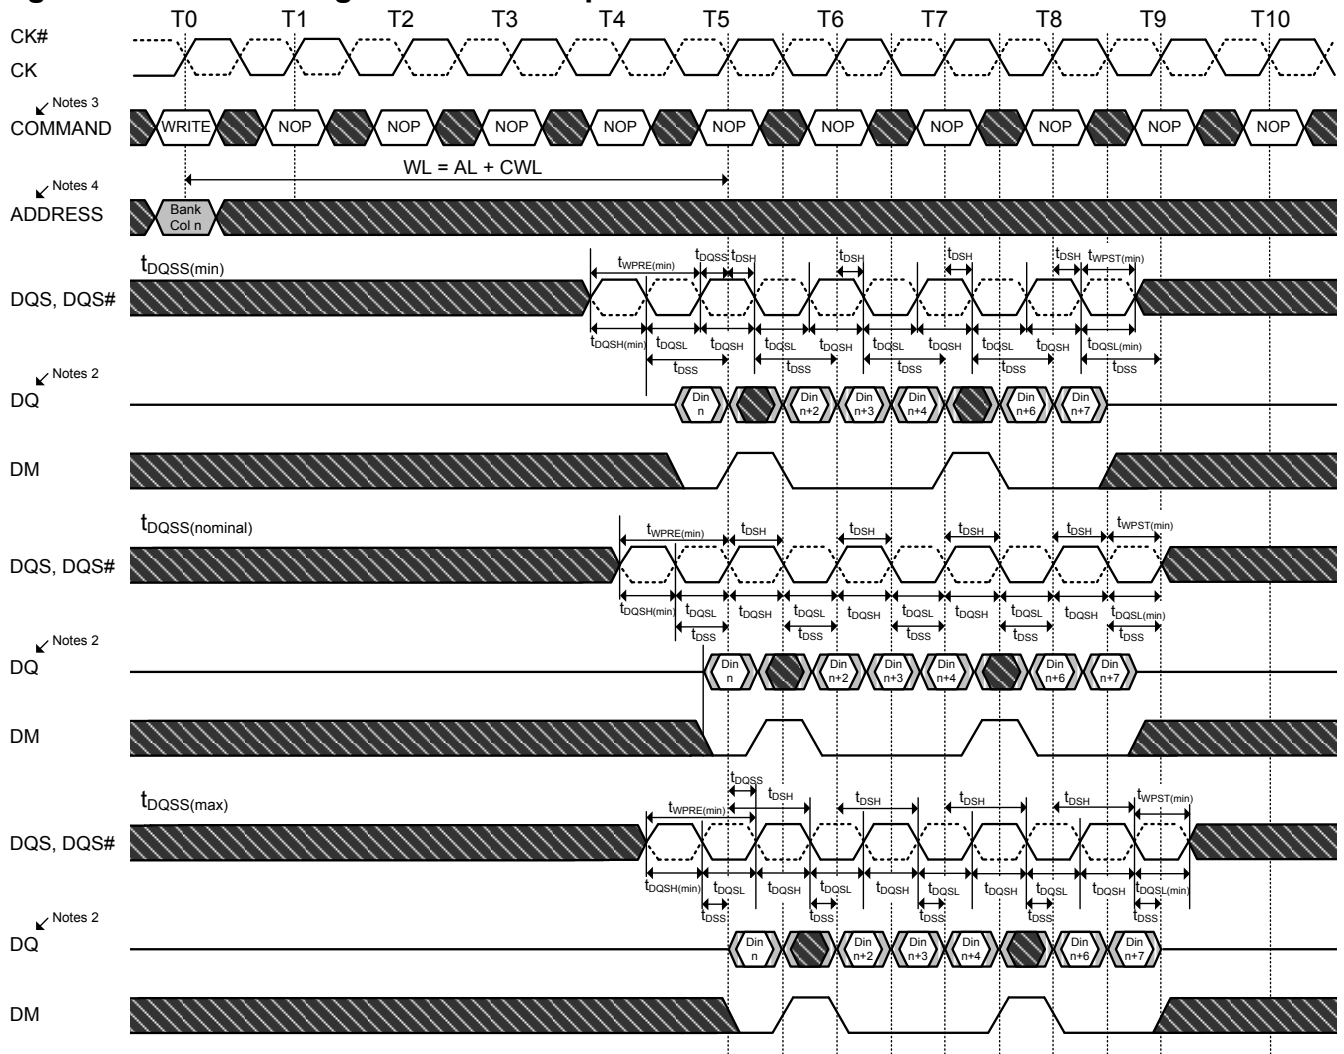 T0 T1 T2 T3 T4 T5 T6 T7 T8 T9 T10
CK#
CK
Notes 3
COMMAND WRITE NOP NOP NOP NOP NOP NOP NOP NOP NOP NOP
WL = AL + CWL
Notes 4
ADDRESS
Bank
Col n
tDQSS(min)
tWPRE(min) tDQSS tDSH tDSH tDSH tDSH tWPST(min)
DQS, DQS#
tDQSH(min) tDQSL tDQSH tDQSL tDQSH tDQSL tDQSH tDQSL tDQSH tDQSL(min)
tDSS tDSS tDSS tDSS tDSS
Notes 2
DQ
Din n Din n+2 Din n+3 Din n+4 Din n+6 Din n+7
DM
tDQSS(nominal)
tWPRE(min) tDSH tDSH tDSH tDSH tWPST(min)
DQS, DQS#
tDQSH(min) tDQSL tDQSH tDQSL tDQSH tDQSL tDQSH tDQSL tDQSH tDQSL(min)
tDSS tDSS tDSS tDSS tDSS
Notes 2
DQ
Din n Din n+2 Din n+3 Din n+4 Din n+6 Din n+7
DM
tDQSS
tDQSS(max)
tWPRE(min) tDSH tDSH tDSH tDSH tWPST(min)
DQS, DQS#
tDQSH(min) tDQSL tDQSH tDQSL tDQSH tDQSL tDQSH tDQSL tDQSH tDQSL(min)
tDSS tDSS tDSS tDSS tDSS
Notes 2
DQ
Din n Din n+2 Din n+3 Din n+4 Din n+6 Din n+7
DM